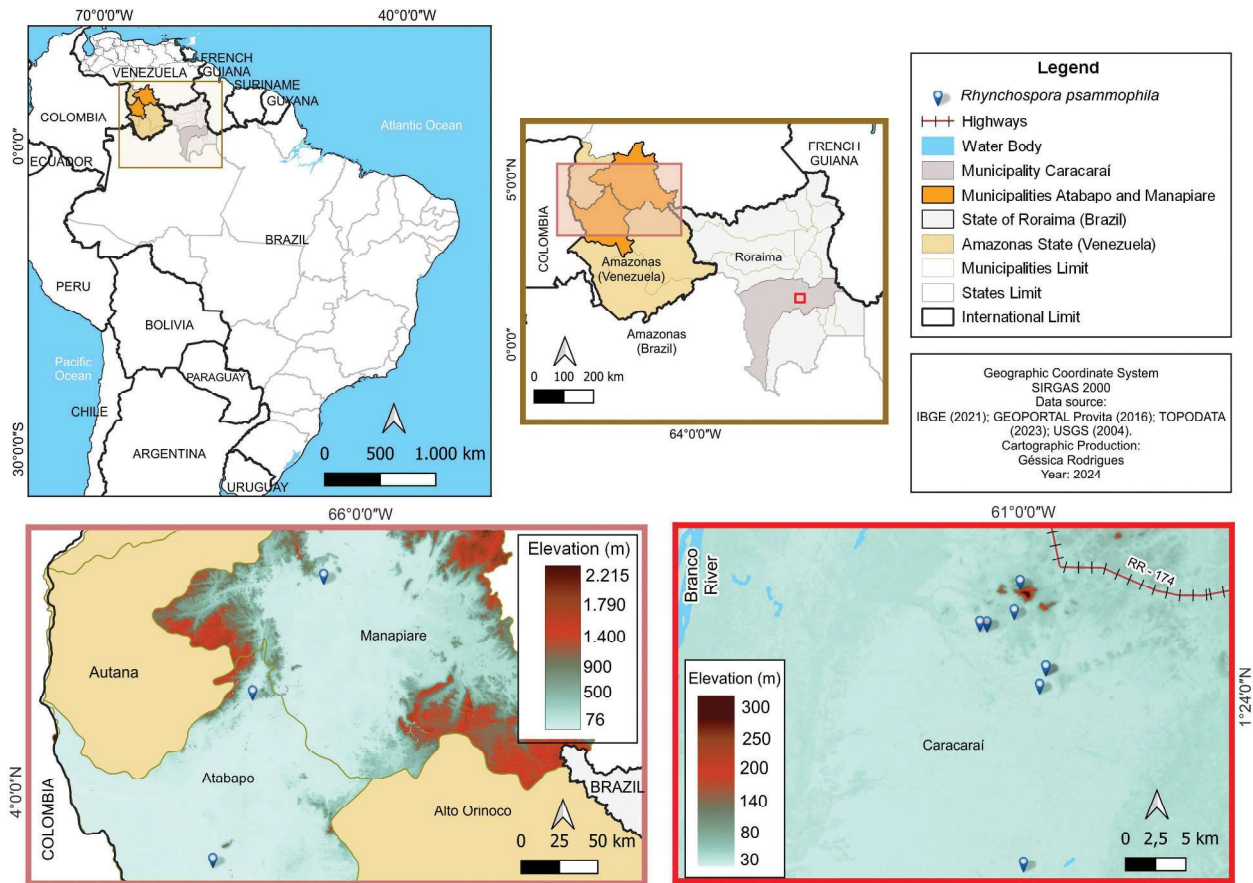 70°0'0"W
40°0'0"W
0°0'0"
30°0'0"S
FRENCH
GUIANA
VENEZUELA
SURINAME
GUYANA
COLOMBIA
Atlantic Ocean
ECUADOR
BRAZIL
PERU
BOLIVIA
Pacific
Ocean
PARAGUAY
CHILE
ARGENTINA
URUGUAY
0 500 1.000 km
5°0'0"N
0°0'0"
FRENCH
GUIANA
COLOMBIA
Amazonas
(Venezuela)
Roraima
Amazonas
(Brazil)
0 100 200 km
64°0'0"W
Legend
Rhynchospora psammophila
Highways
Water Body
Municipality Caracaraí
Municipalities Atabapo and Manapiare
State of Roraima (Brazil)
Amazonas State (Venezuela)
Municipalities Limit
States Limit
International Limit
Geographic Coordinate System
SIRGAS 2000
Data source:
IBGE (2021); GEOPORTAL Provita (2016); TOPODATA
(2023); USGS (2004).
Cartographic Production:
Géssica Rodrigues
Year: 2024
66°0'0"W
4°0'0"N
Elevation (m)
2.215
1.790
1.400
900
500
76
Manapiare
Autana
Atabapo
COLOMBIA
BRAZIL
Alto Orinoco
0 25 50 km
61°0'0"W
1°24'0"N
Branco
River
RR - 174
Elevation (m)
300
250
200
140
80
30
Caracaraí
0 2,5 5 km